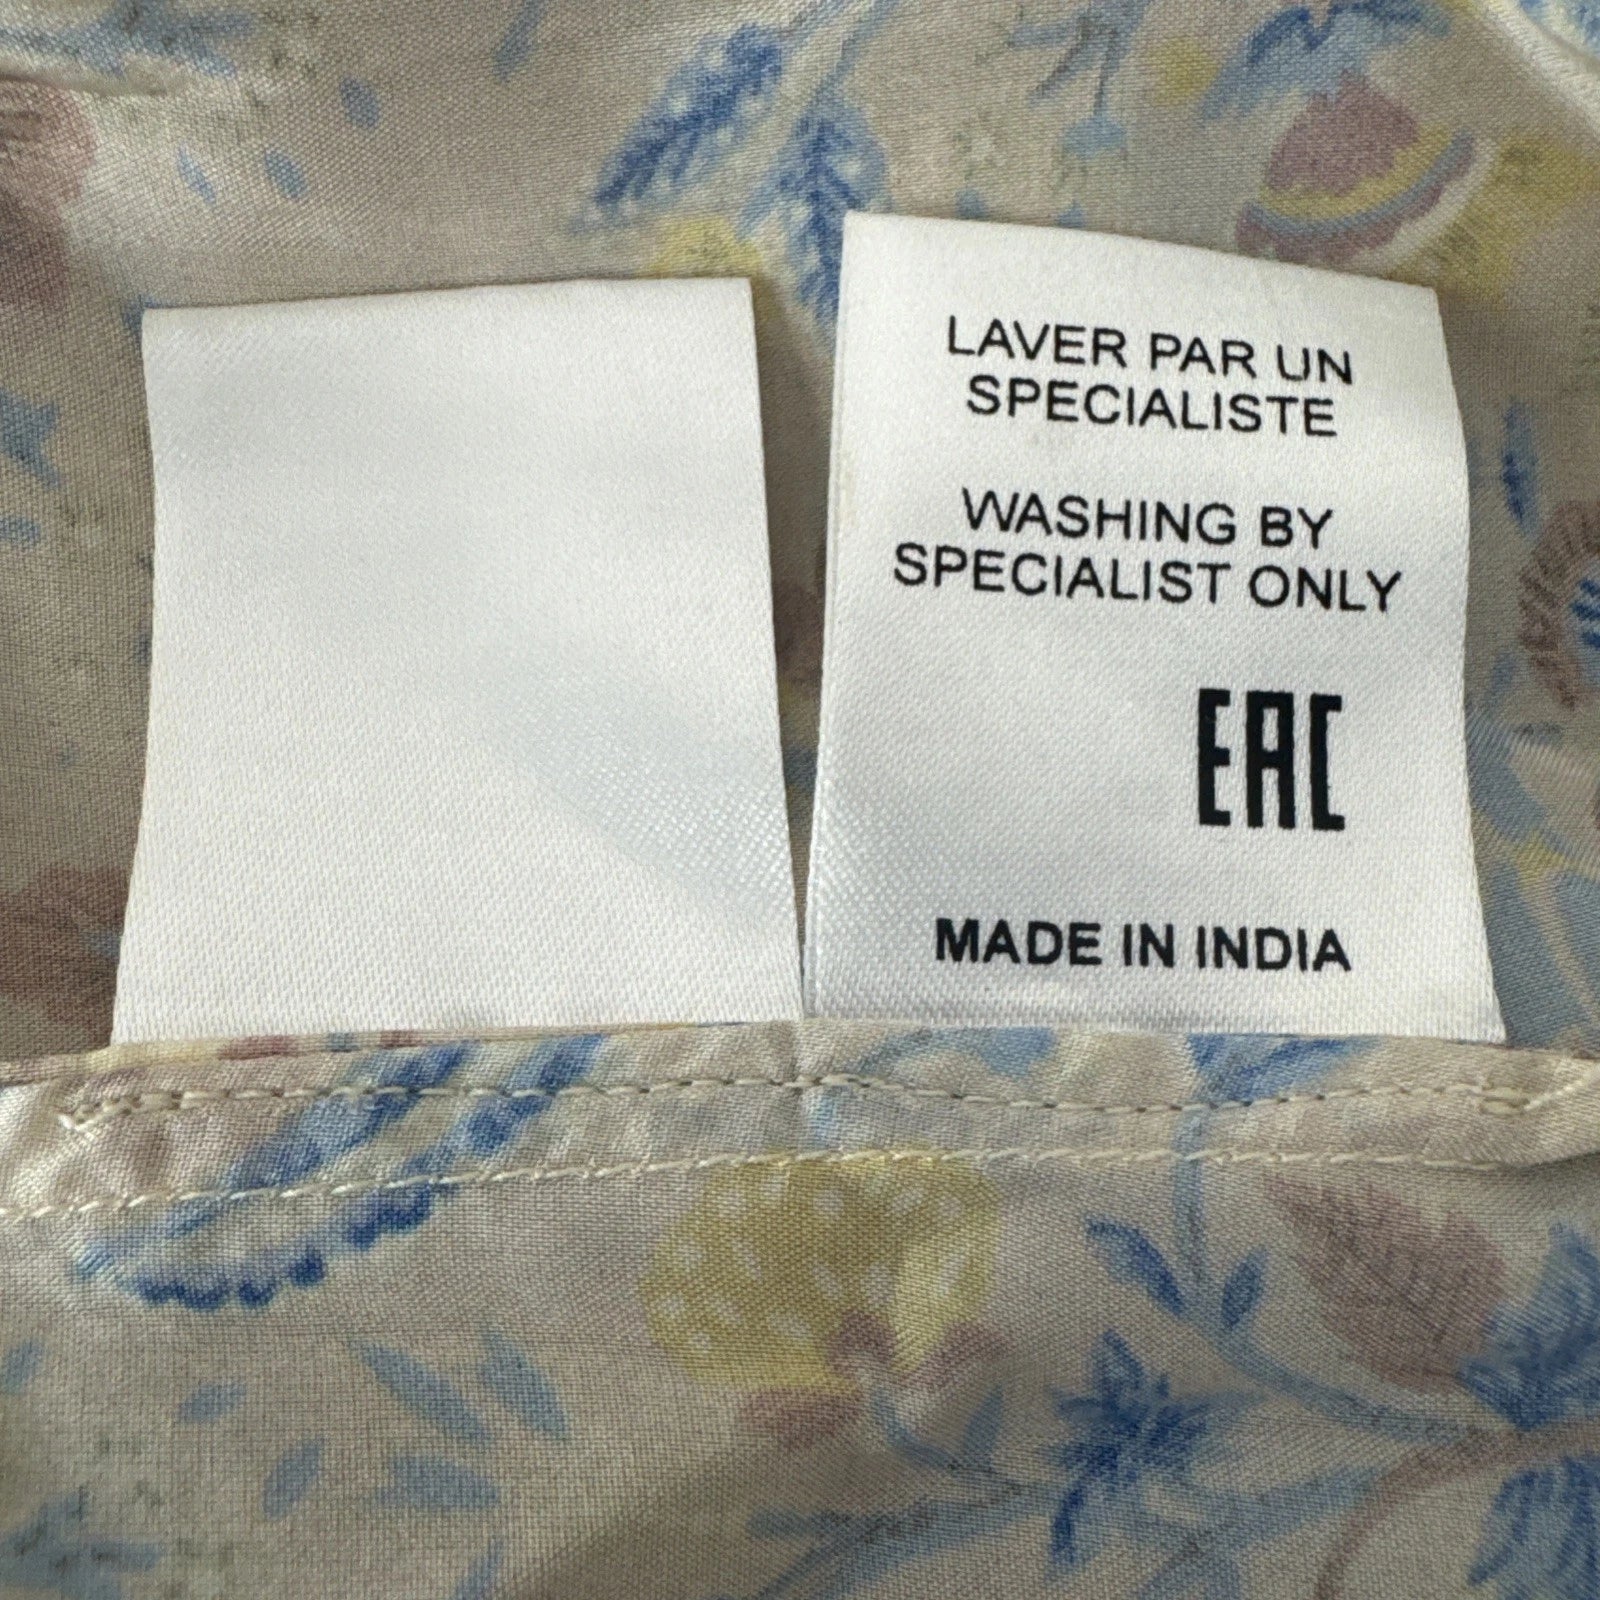 LAVER PAR UN
SPECIALISTE
WASHING BY
SPECIALIST ONLY
EAC
MADE IN INDIA